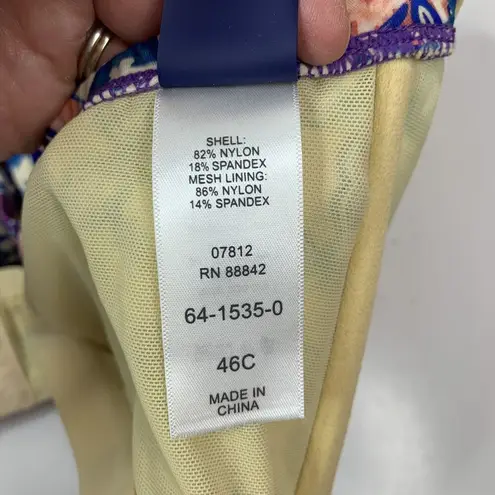 SHELL:
82% NYLON
18% SPANDEX
MESH LINING:
86% NYLON
14% SPANDEX
07812
RN 88842
64-1535-0
46C
MADE IN
CHINA